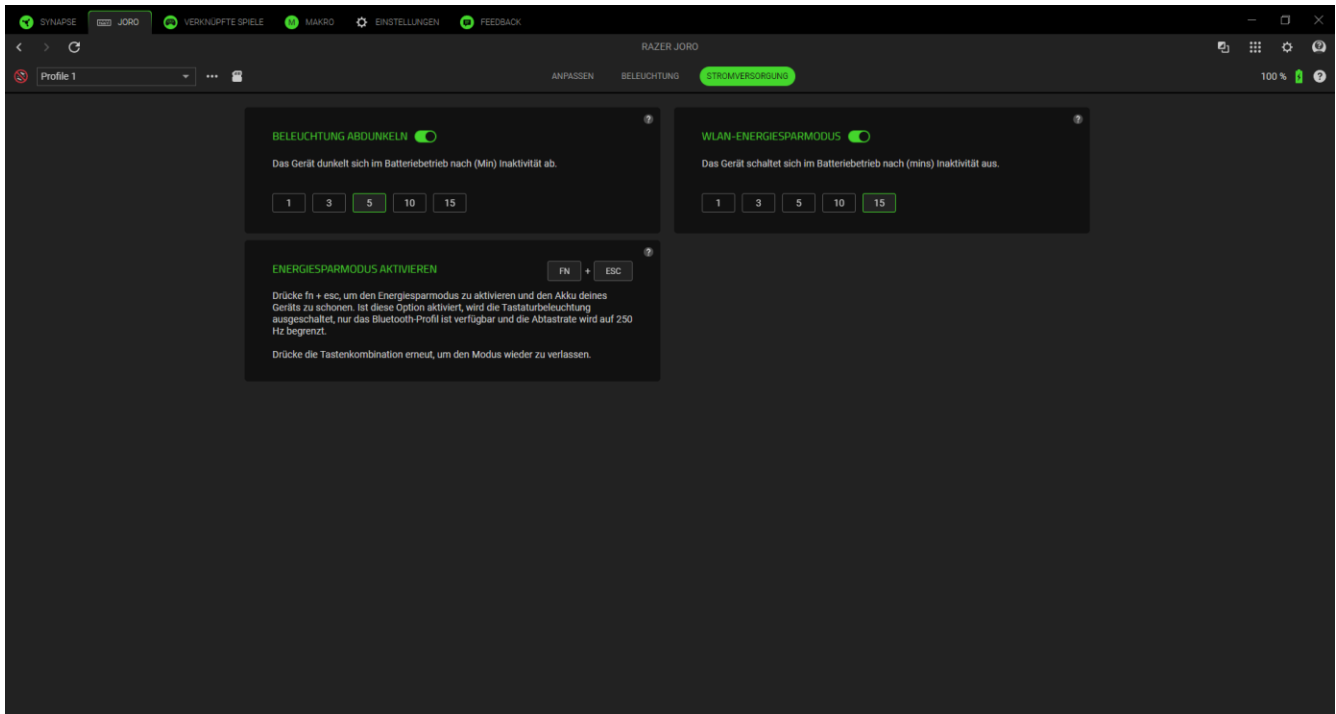 SYNAPSE JORO VERKNÜPFTE SPIELE M MAKRO EINSTELLUNGEN FEEDBACK
RAZER JORO
Profile 1 ANPASSEN BELEUCHTUNG STROMVERSORGUNG 100 % ?
?
BELEUCHTUNG ABDUNKELN
Das Gerät dunkelt sich im Batteriebetrieb nach (Min) Inaktivität ab.
1 3 5 10 15
?
WLAN-ENERGIESPARMODUS
Das Gerät schaltet sich im Batteriebetrieb nach (mins) Inaktivität aus.
1 3 5 10 15
?
ENERGIESPARMODUS AKTIVIEREN FN + ESC
Drücke fn + esc, um den Energiesparmodus zu aktivieren und den Akku deines
Geräts zu schonen. Ist diese Option aktiviert, wird die Tastaturbeleuchtung
ausgeschaltet, nur das Bluetooth-Profil ist verfügbar und die Abtastrate wird auf 250
Hz begrenzt.
Drücke die Tastenkombination erneut, um den Modus wieder zu verlassen.